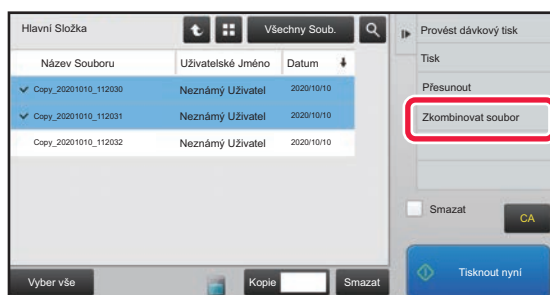 Hlavní Složka
Všechny Soub.
Název Souboru Uživatelské Jméno Datum
Copy_20201010_112030 Neznámý Uživatel 2020/10/10
Copy_20201010_112031 Neznámý Uživatel 2020/10/10
Copy_20201010_112032 Neznámý Uživatel 2020/10/10
Vyber vše
Kopie
Smazat
Provést dávkový tisk
Tisk
Přesunout
Zkombinovat soubor
Smazat
CA
Tisknout nyní